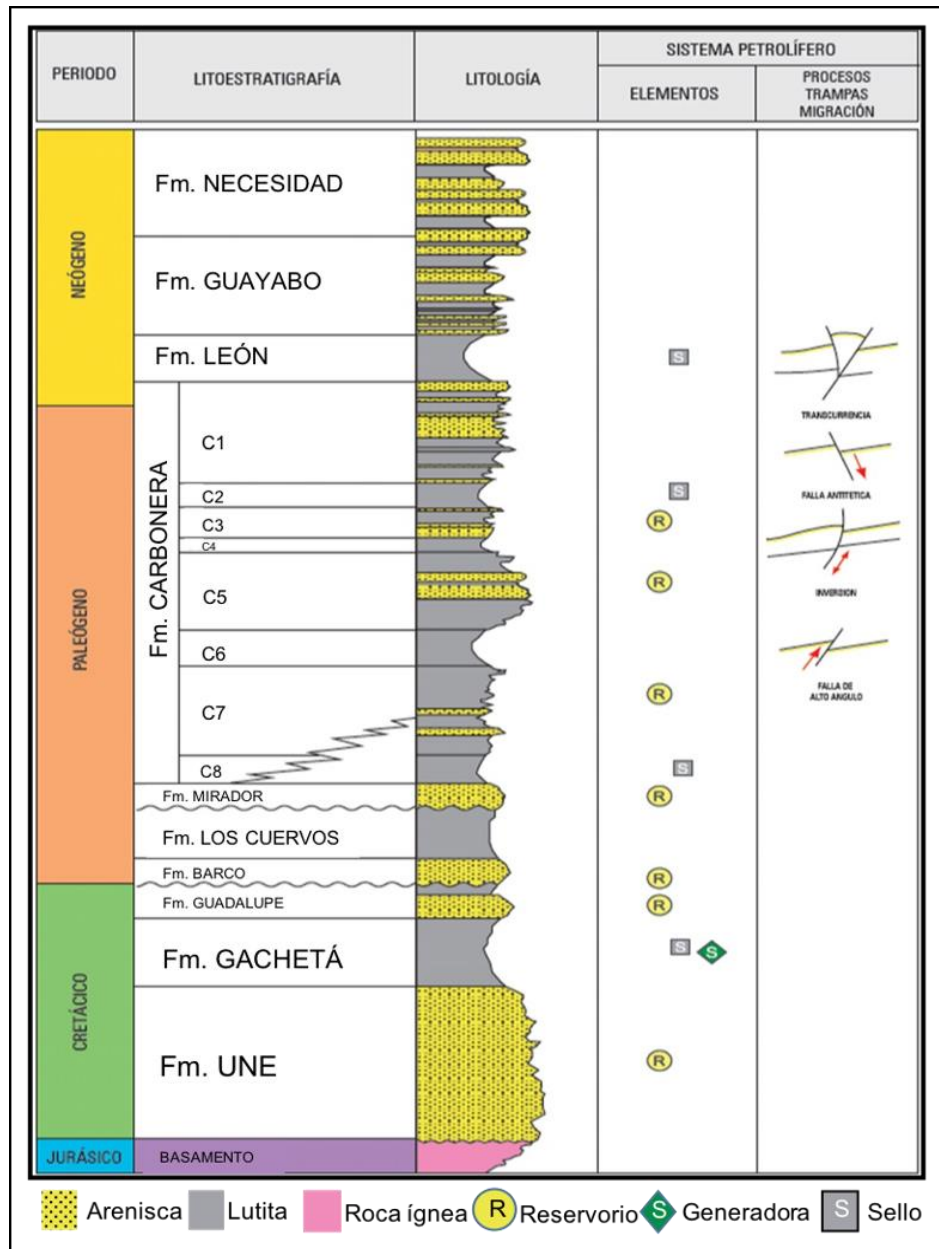 PERIODO
LITOESTRATIGRAFÍA
LITOLOGÍA
SISTEMA PETROLÍFERO
ELEMENTOS
PROCESOS
TRAMPAS
MIGRACIÓN
NEÓGENO
PALEÓGENO
CRETÁCICO
JURÁSICO
Fm. NECESIDAD
Fm. GUAYABO
Fm. LEÓN
S
Fm. CARBONERA
C1
C2
S
C3
R
C4
C5
R
C6
C7
R
C8
S
Fm. MIRADOR
R
Fm. LOS CUERVOS
Fm. BARCO
R
Fm. GUADALUPE
R
Fm. GACHETÁ
S S
Fm. UNE
R
BASAMENTO
TRANSCURRENCIA
FALLA ANTITETICA
INVERSION
FALLA DE
ALTO ANGULO
Arenisca Lutita Roca ígnea R Reservorio S Generadora S Sello